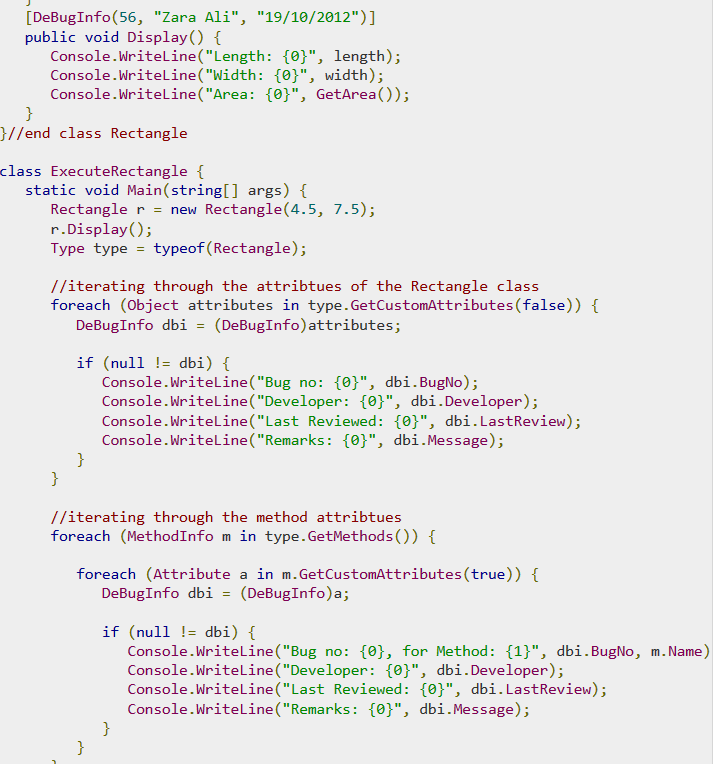 }
[DeBugInfo(56, "Zara Ali", "19/10/2012")]
public void Display() {
Console.WriteLine("Length: {0}", length);
Console.WriteLine("Width: {0}", width);
Console.WriteLine("Area: {0}", GetArea());
}
}//end class Rectangle
class ExecuteRectangle {
static void Main(string[] args) {
Rectangle r = new Rectangle(4.5, 7.5);
r.Display();
Type type = typeof(Rectangle);
//iterating through the attribtues of the Rectangle class
foreach (Object attributes in type.GetCustomAttributes(false)) {
DeBugInfo dbi = (DeBugInfo)attributes;
if (null != dbi) {
Console.WriteLine("Bug no: {0}", dbi.BugNo);
Console.WriteLine("Developer: {0}", dbi.Developer);
Console.WriteLine("Last Reviewed: {0}", dbi.LastReview);
Console.WriteLine("Remarks: {0}", dbi.Message);
}
}
//iterating through the method attribtues
foreach (MethodInfo m in type.GetMethods()) {
foreach (Attribute a in m.GetCustomAttributes(true)) {
DeBugInfo dbi = (DeBugInfo)a;
if (null != dbi) {
Console.WriteLine("Bug no: {0}, for Method: {1}", dbi.BugNo, m.Name)
Console.WriteLine("Developer: {0}", dbi.Developer);
Console.WriteLine("Last Reviewed: {0}", dbi.LastReview);
Console.WriteLine("Remarks: {0}", dbi.Message);
}
}
}